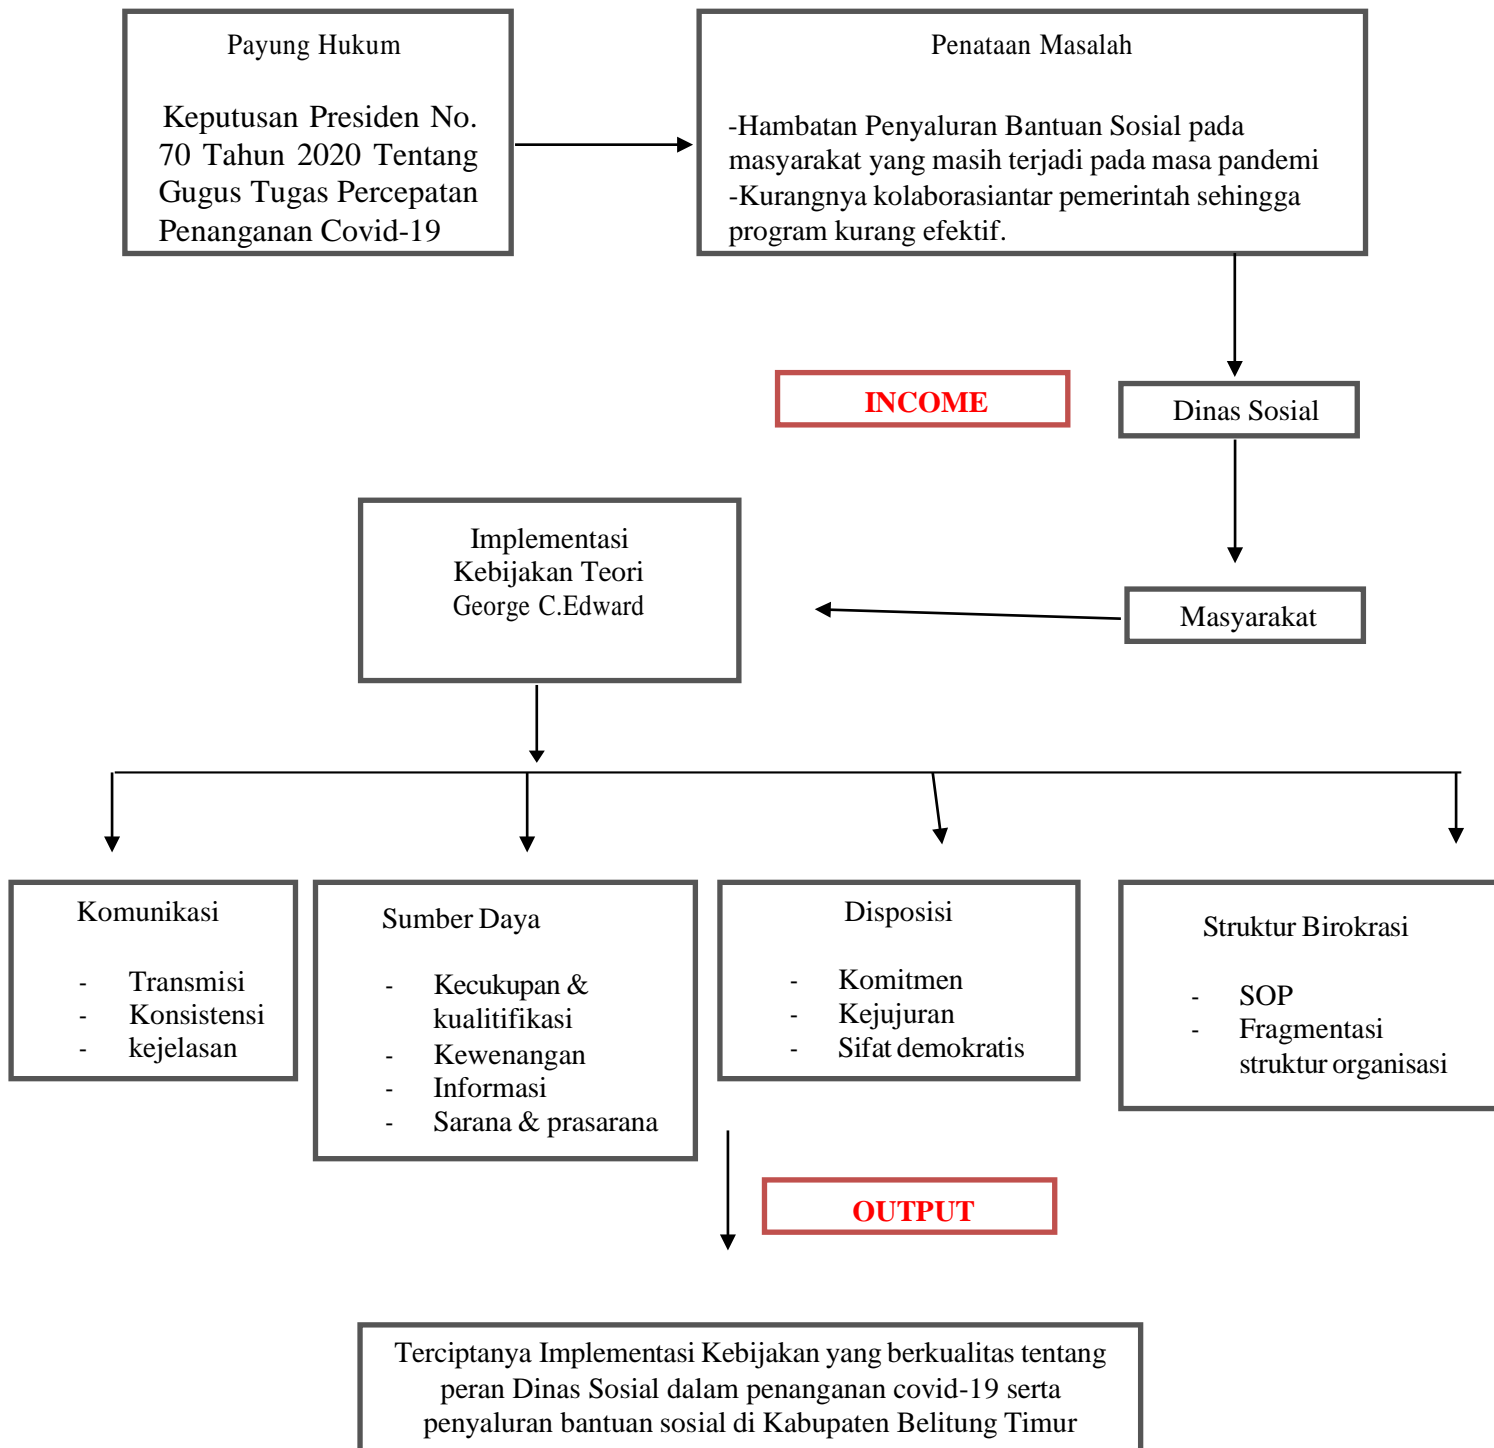 Payung Hukum
Keputusan Presiden No.
70 Tahun 2020 Tentang
Gugus Tugas Percepatan
Penanganan Covid-19
Penataan Masalah
-Hambatan Penyaluran Bantuan Sosial pada
masyarakat yang masih terjadi pada masa pandemi
-Kurangnya kolaborasiantar pemerintah sehingga
program kurang efektif.
INCOME
Dinas Sosial
Masyarakat
Implementasi
Kebijakan Teori
George C.Edward
Komunikasi
- Transmisi
- Konsistensi
- kejelasan
Sumber Daya
- Kecukupan &
kualitifikasi
- Kewenangan
- Informasi
- Sarana & prasarana
Disposisi
- Komitmen
- Kejujuran
- Sifat demokratis
Struktur Birokrasi
- SOP
- Fragmentasi
struktur organisasi
OUTPUT
Terciptanya Implementasi Kebijakan yang berkualitas tentang
peran Dinas Sosial dalam penanganan covid-19 serta
penyaluran bantuan sosial di Kabupaten Belitung Timur